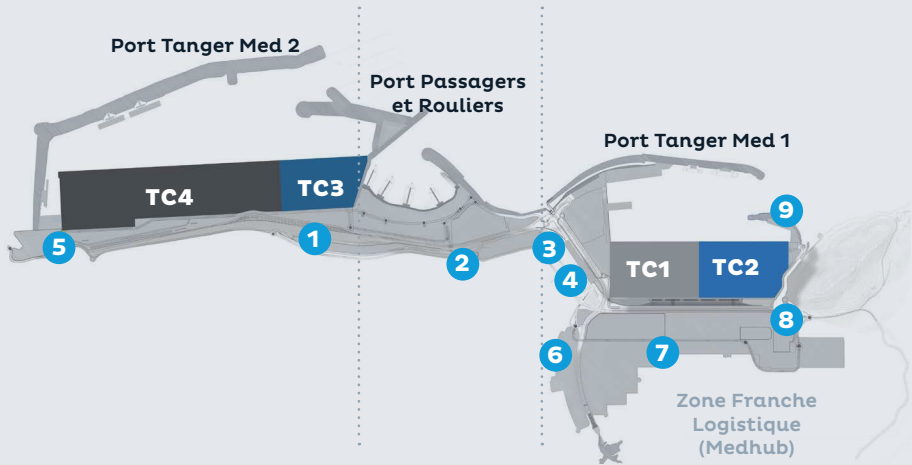 Port Tanger Med 2
Port Passagers
et Rouliers
Port Tanger Med 1
TC4
TC3
TC1
TC2
1
2
3
4
5
6
7
8
9
Zone Franche
Logistique
(Medhub)